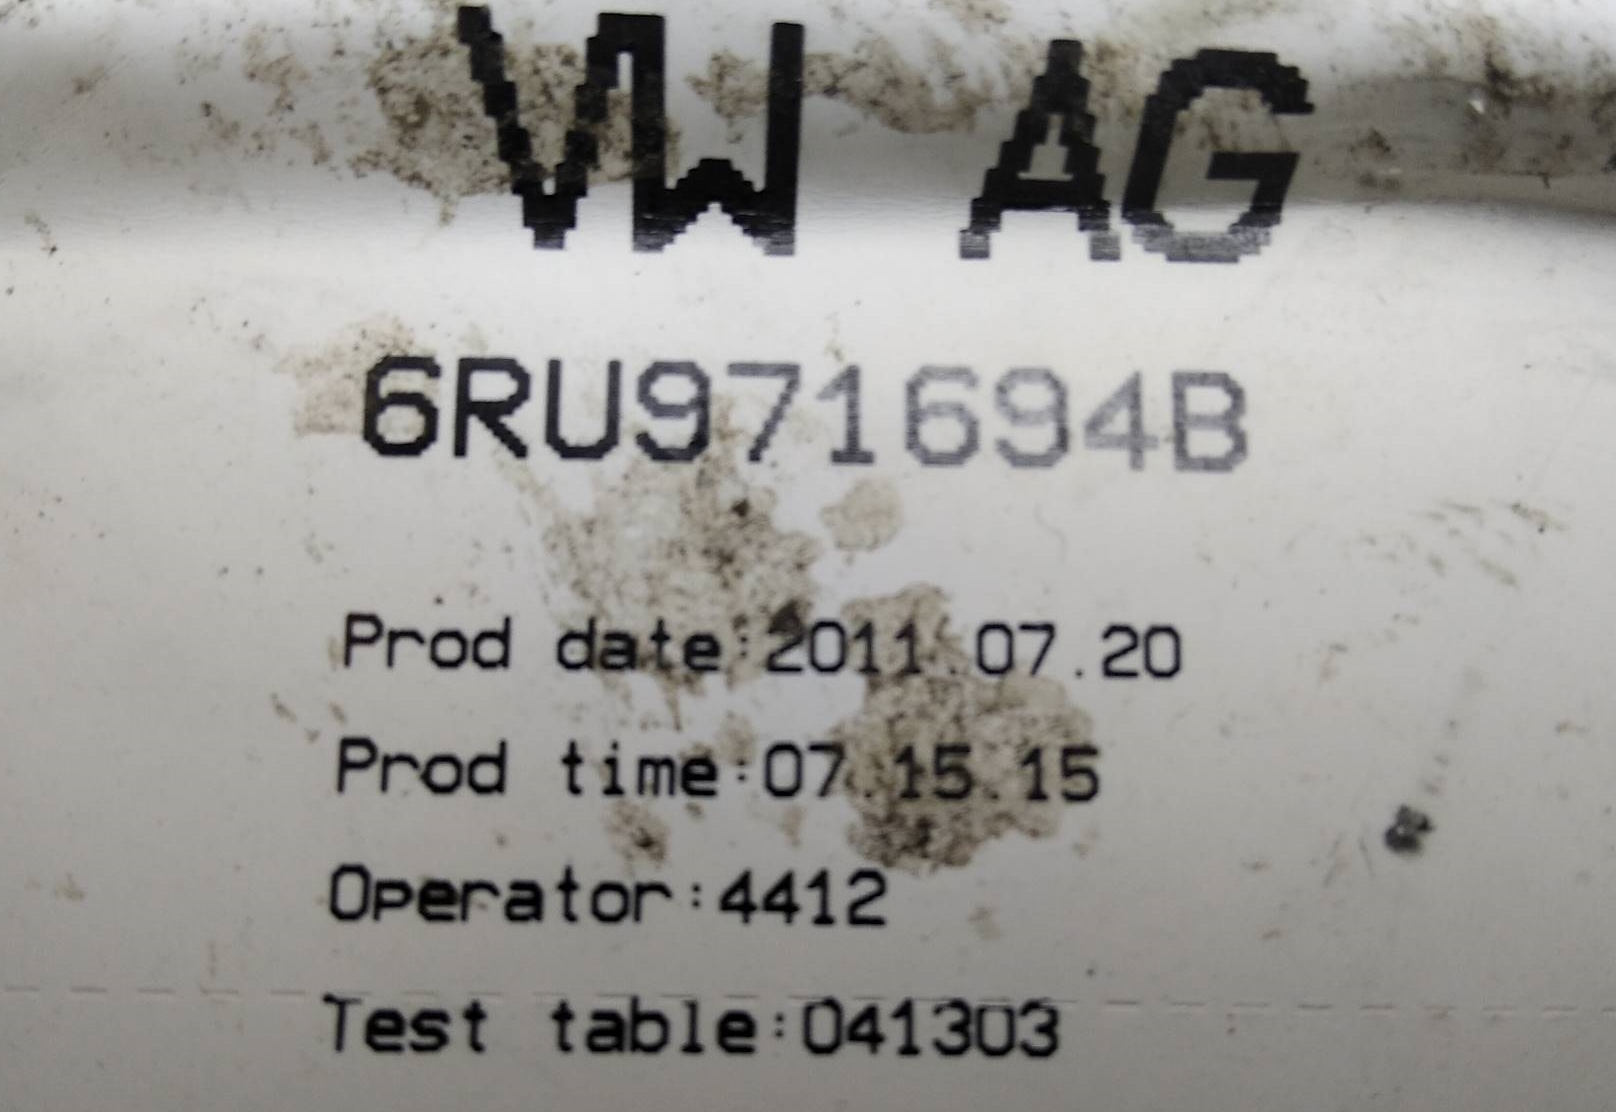 VW AG
6RU971694B
Prod date:2011.07.20
Prod time:07.15.15
Operator:4412
Test table:041303